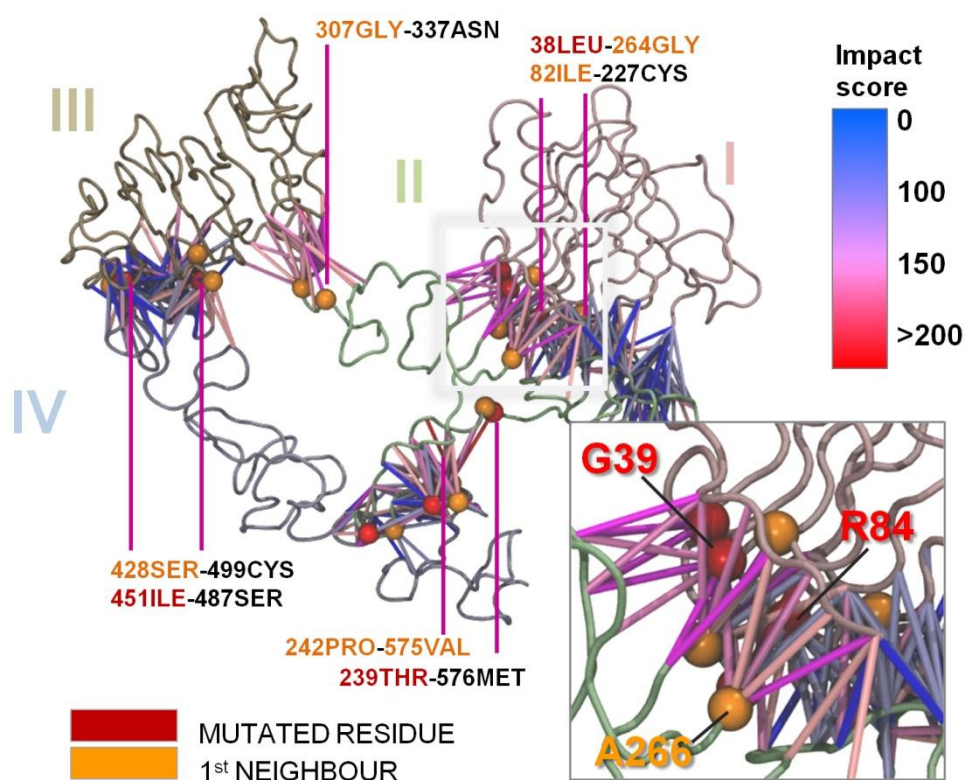 307GLY-337ASN
38LEU-264GLY
82ILE-227CYS
Impact
score
0
100
150
>200
III
II
I
IV
428SER-499CYS
451ILE-487SER
242PRO-575VAL
239THR-576MET
G39
R84
A266
MUTATED RESIDUE
1st NEIGHBOUR